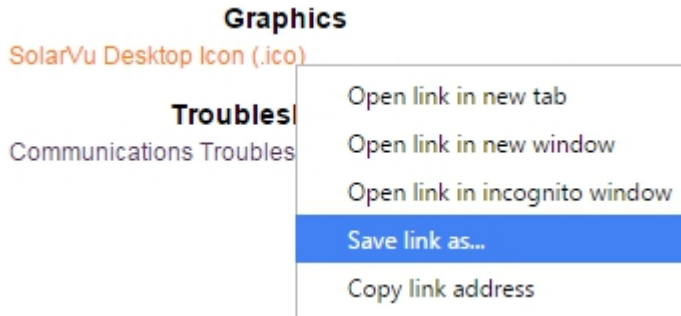 Graphics
SolarVu Desktop Icon (.ico)
Open link in new tab
Troubles
Communications Troubles
Open link in new window
Open link in incognito window
Save link as...
Copy link address